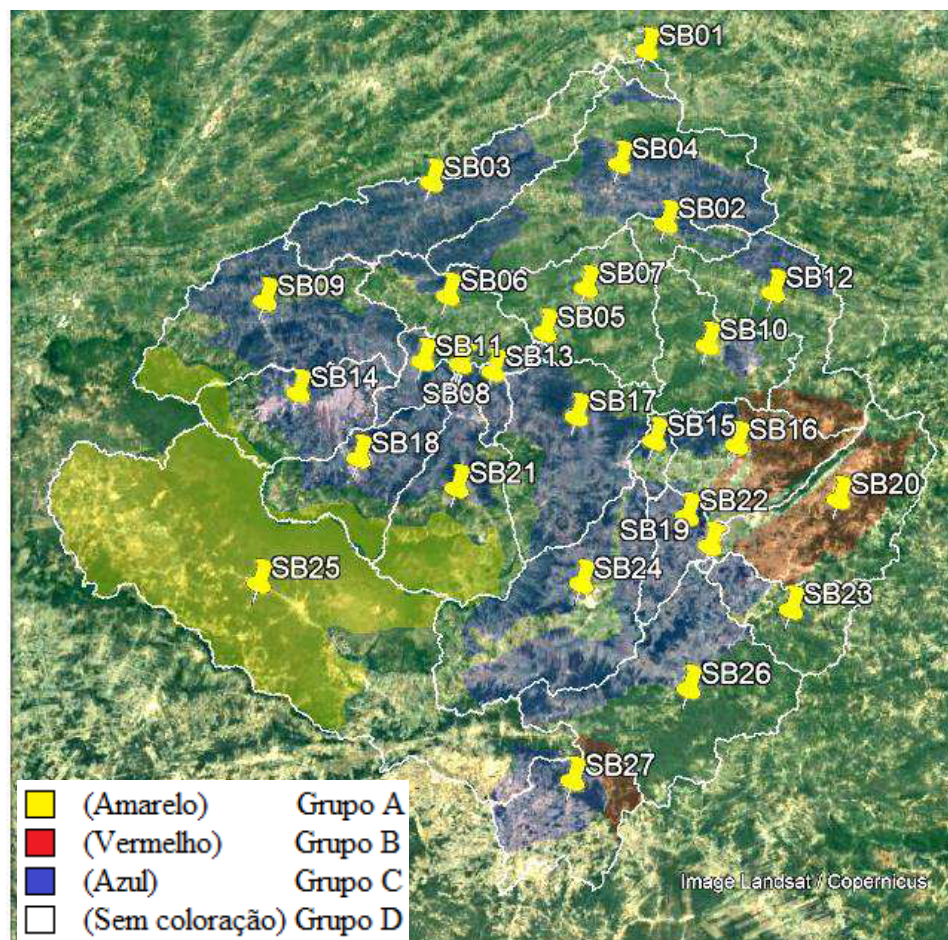 SB01
SB04
SB03
SB02
SB07
SB12
SB06
SB09
SB05
SB10
SB11
SB13
SB14
SB08
SB17
SB15
SB16
SB18
SB21
SB20
SB22
SB19
SB25
SB24
SB23
SB26
SB27
(Amarelo) Grupo A
(Vermelho) Grupo B
(Azul) Grupo C
(Sem coloração) Grupo D
Image Landsat / Copernicus